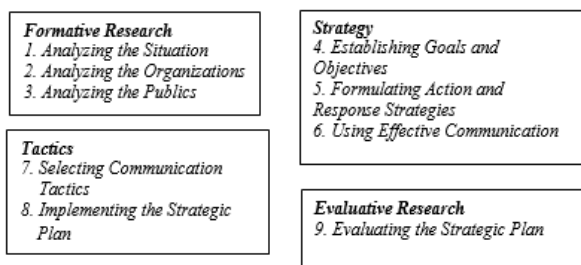 Formative Research
1. Analyzing the Situation
2. Analyzing the Organizations
3. Analyzing the Publics
Strategy
4. Establishing Goals and
Objectives
5. Formulating Action and
Response Strategies
6. Using Effective Communication
Tactics
7. Selecting Communication
Tactics
8. Implementing the Strategic
Plan
Evaluative Research
9. Evaluating the Strategic Plan